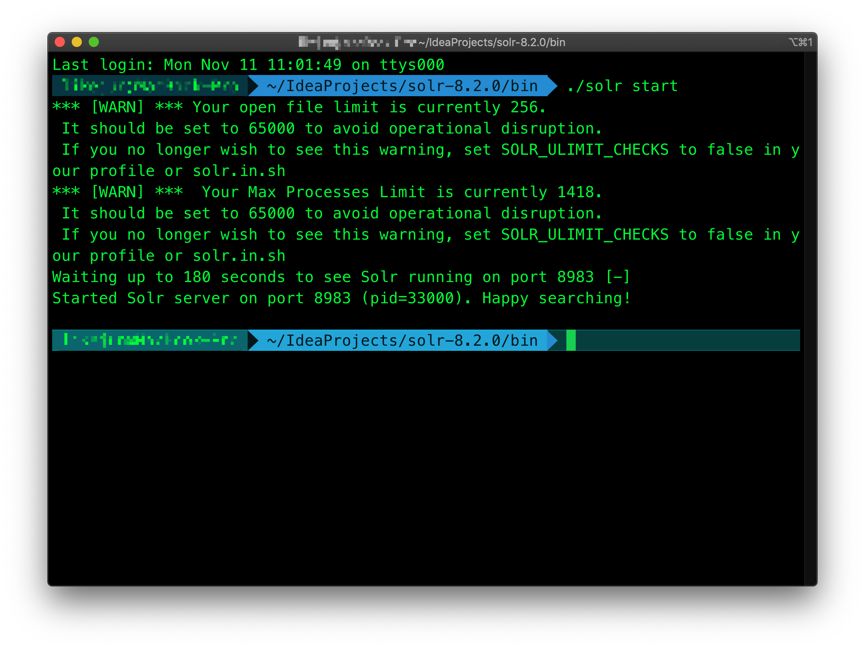 ~/IdeaProjects/solr-8.2.0/bin
⌥⌘1
Last login: Mon Nov 11 11:01:49 on ttys000
~/IdeaProjects/solr-8.2.0/bin ./solr start
*** [WARN] *** Your open file limit is currently 256.
It should be set to 65000 to avoid operational disruption.
If you no longer wish to see this warning, set SOLR_ULIMIT_CHECKS to false in y
our profile or solr.in.sh
*** [WARN] ***  Your Max Processes Limit is currently 1418.
It should be set to 65000 to avoid operational disruption.
If you no longer wish to see this warning, set SOLR_ULIMIT_CHECKS to false in y
our profile or solr.in.sh
Waiting up to 180 seconds to see Solr running on port 8983 [-]
Started Solr server on port 8983 (pid=33000). Happy searching!
~/IdeaProjects/solr-8.2.0/bin